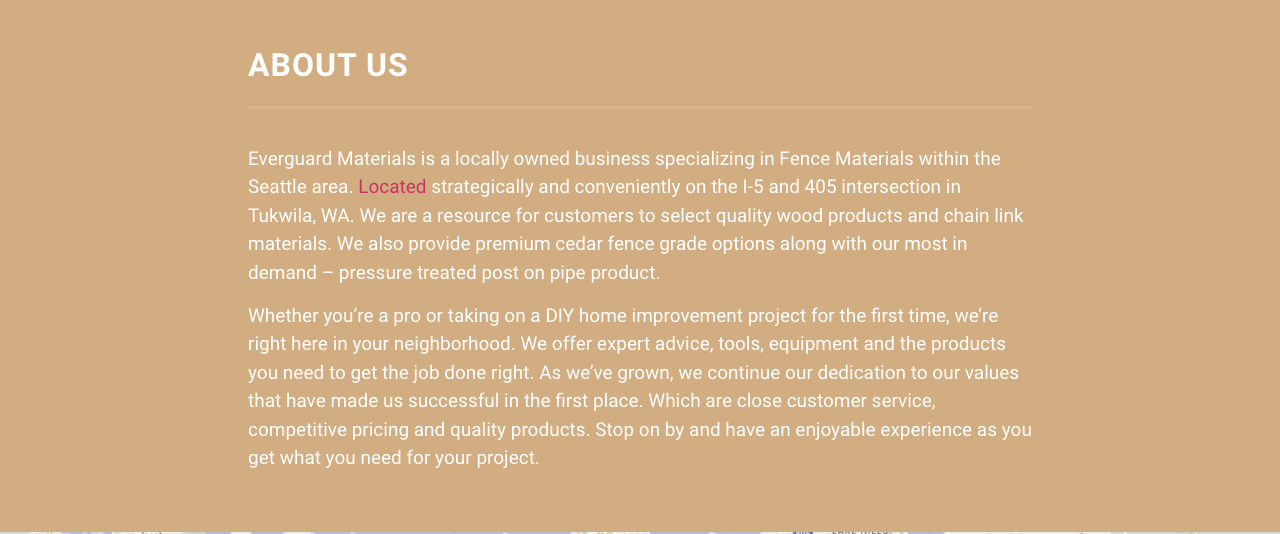 ABOUT US
Everguard Materials is a locally owned business specializing in Fence Materials within the
Seattle area. Located strategically and conveniently on the I-5 and 405 intersection in
Tukwila, WA. We are a resource for customers to select quality wood products and chain link
materials. We also provide premium cedar fence grade options along with our most in
demand – pressure treated post on pipe product.
Whether you’re a pro or taking on a DIY home improvement project for the first time, we’re
right here in your neighborhood. We offer expert advice, tools, equipment and the products
you need to get the job done right. As we’ve grown, we continue our dedication to our values
that have made us successful in the first place. Which are close customer service,
competitive pricing and quality products. Stop on by and have an enjoyable experience as you
get what you need for your project.